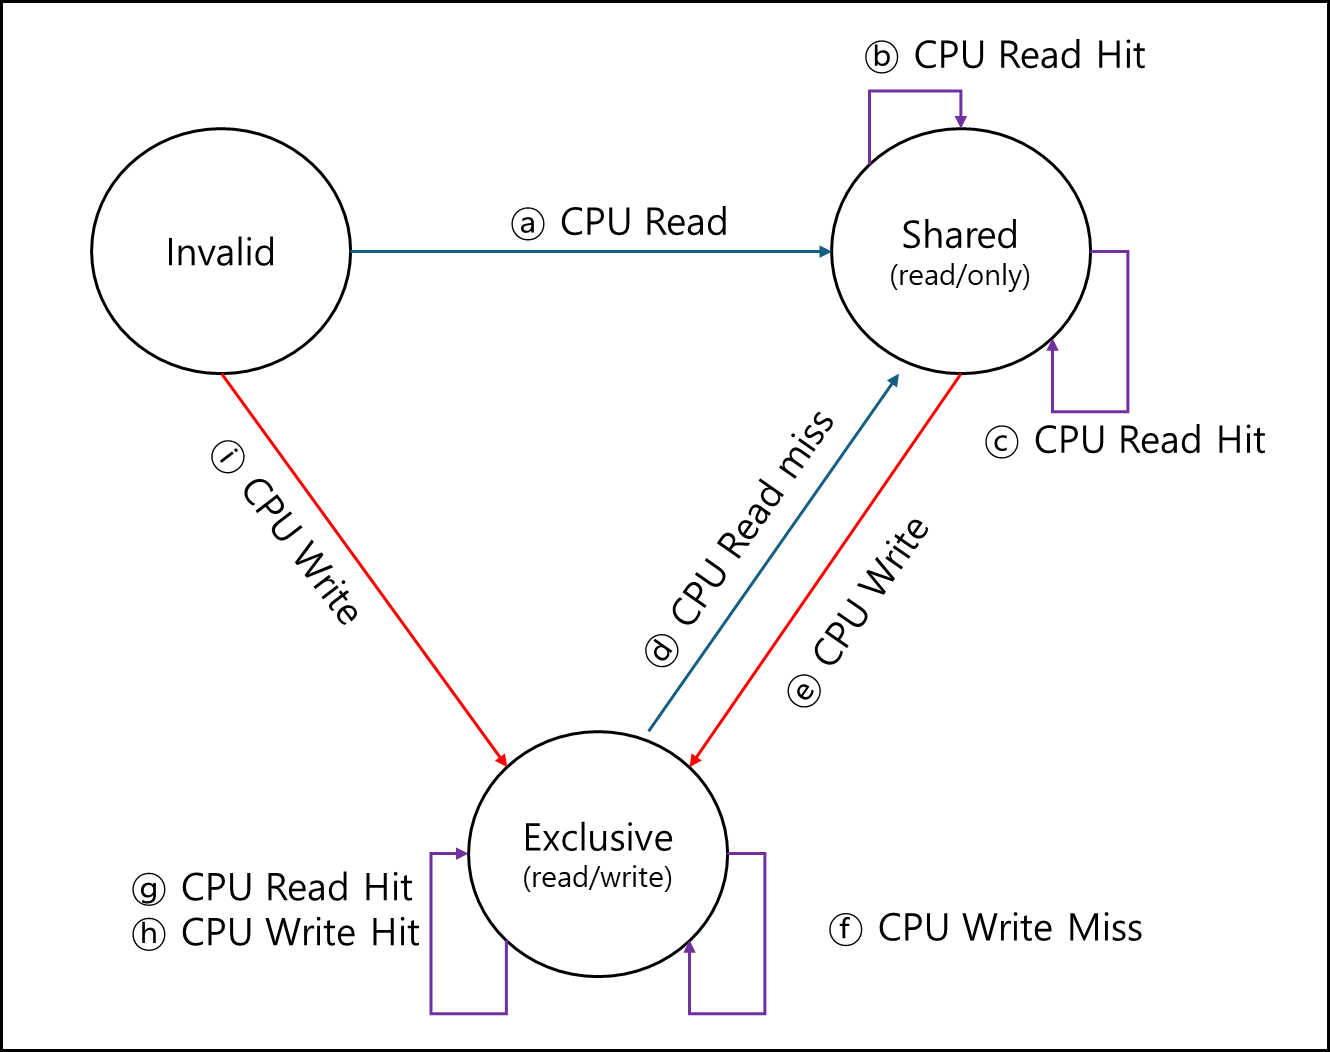 ⓑ CPU Read Hit
ⓐ CPU Read
Invalid
Shared
(read/only)
ⓒ CPU Read Hit
ⓘ CPU Write
ⓓ CPU Read miss
ⓔ CPU Write
Exclusive
(read/write)
ⓖ CPU Read Hit
ⓗ CPU Write Hit
ⓕ CPU Write Miss